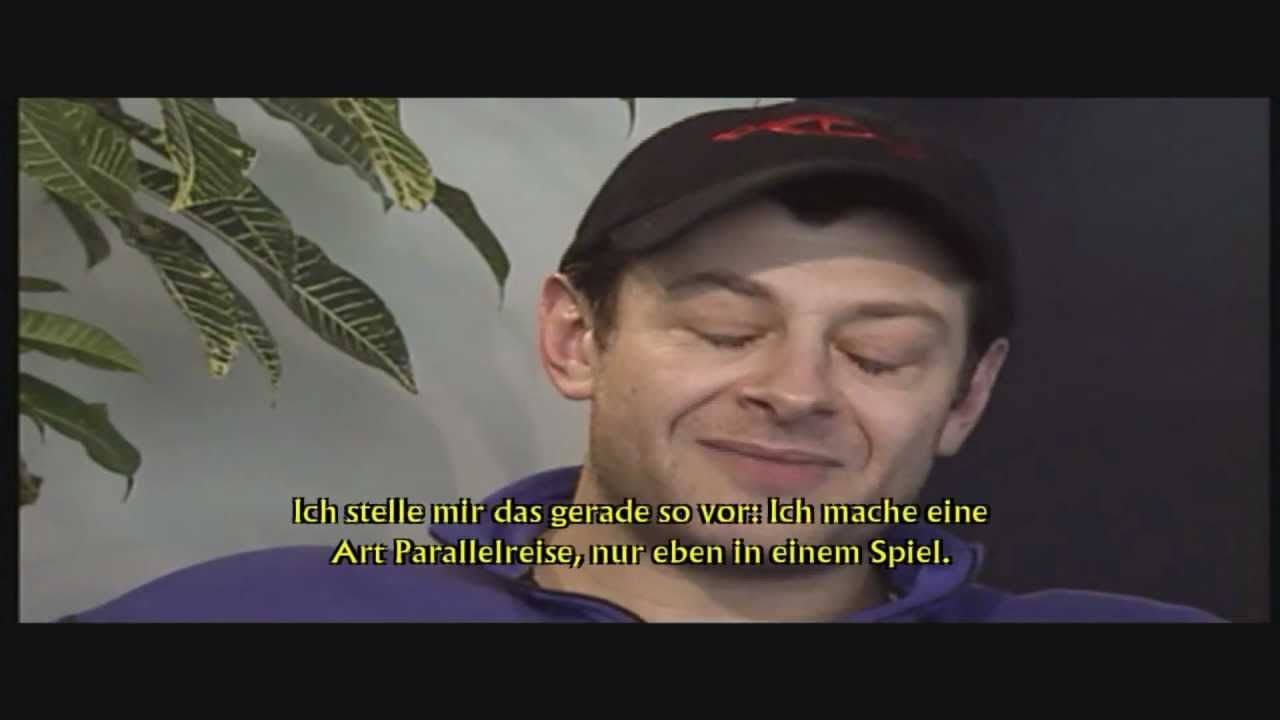 Ich stelle mir das gerade so vor: Ich mache eine
Art Parallelreise, nur eben in einem Spiel.